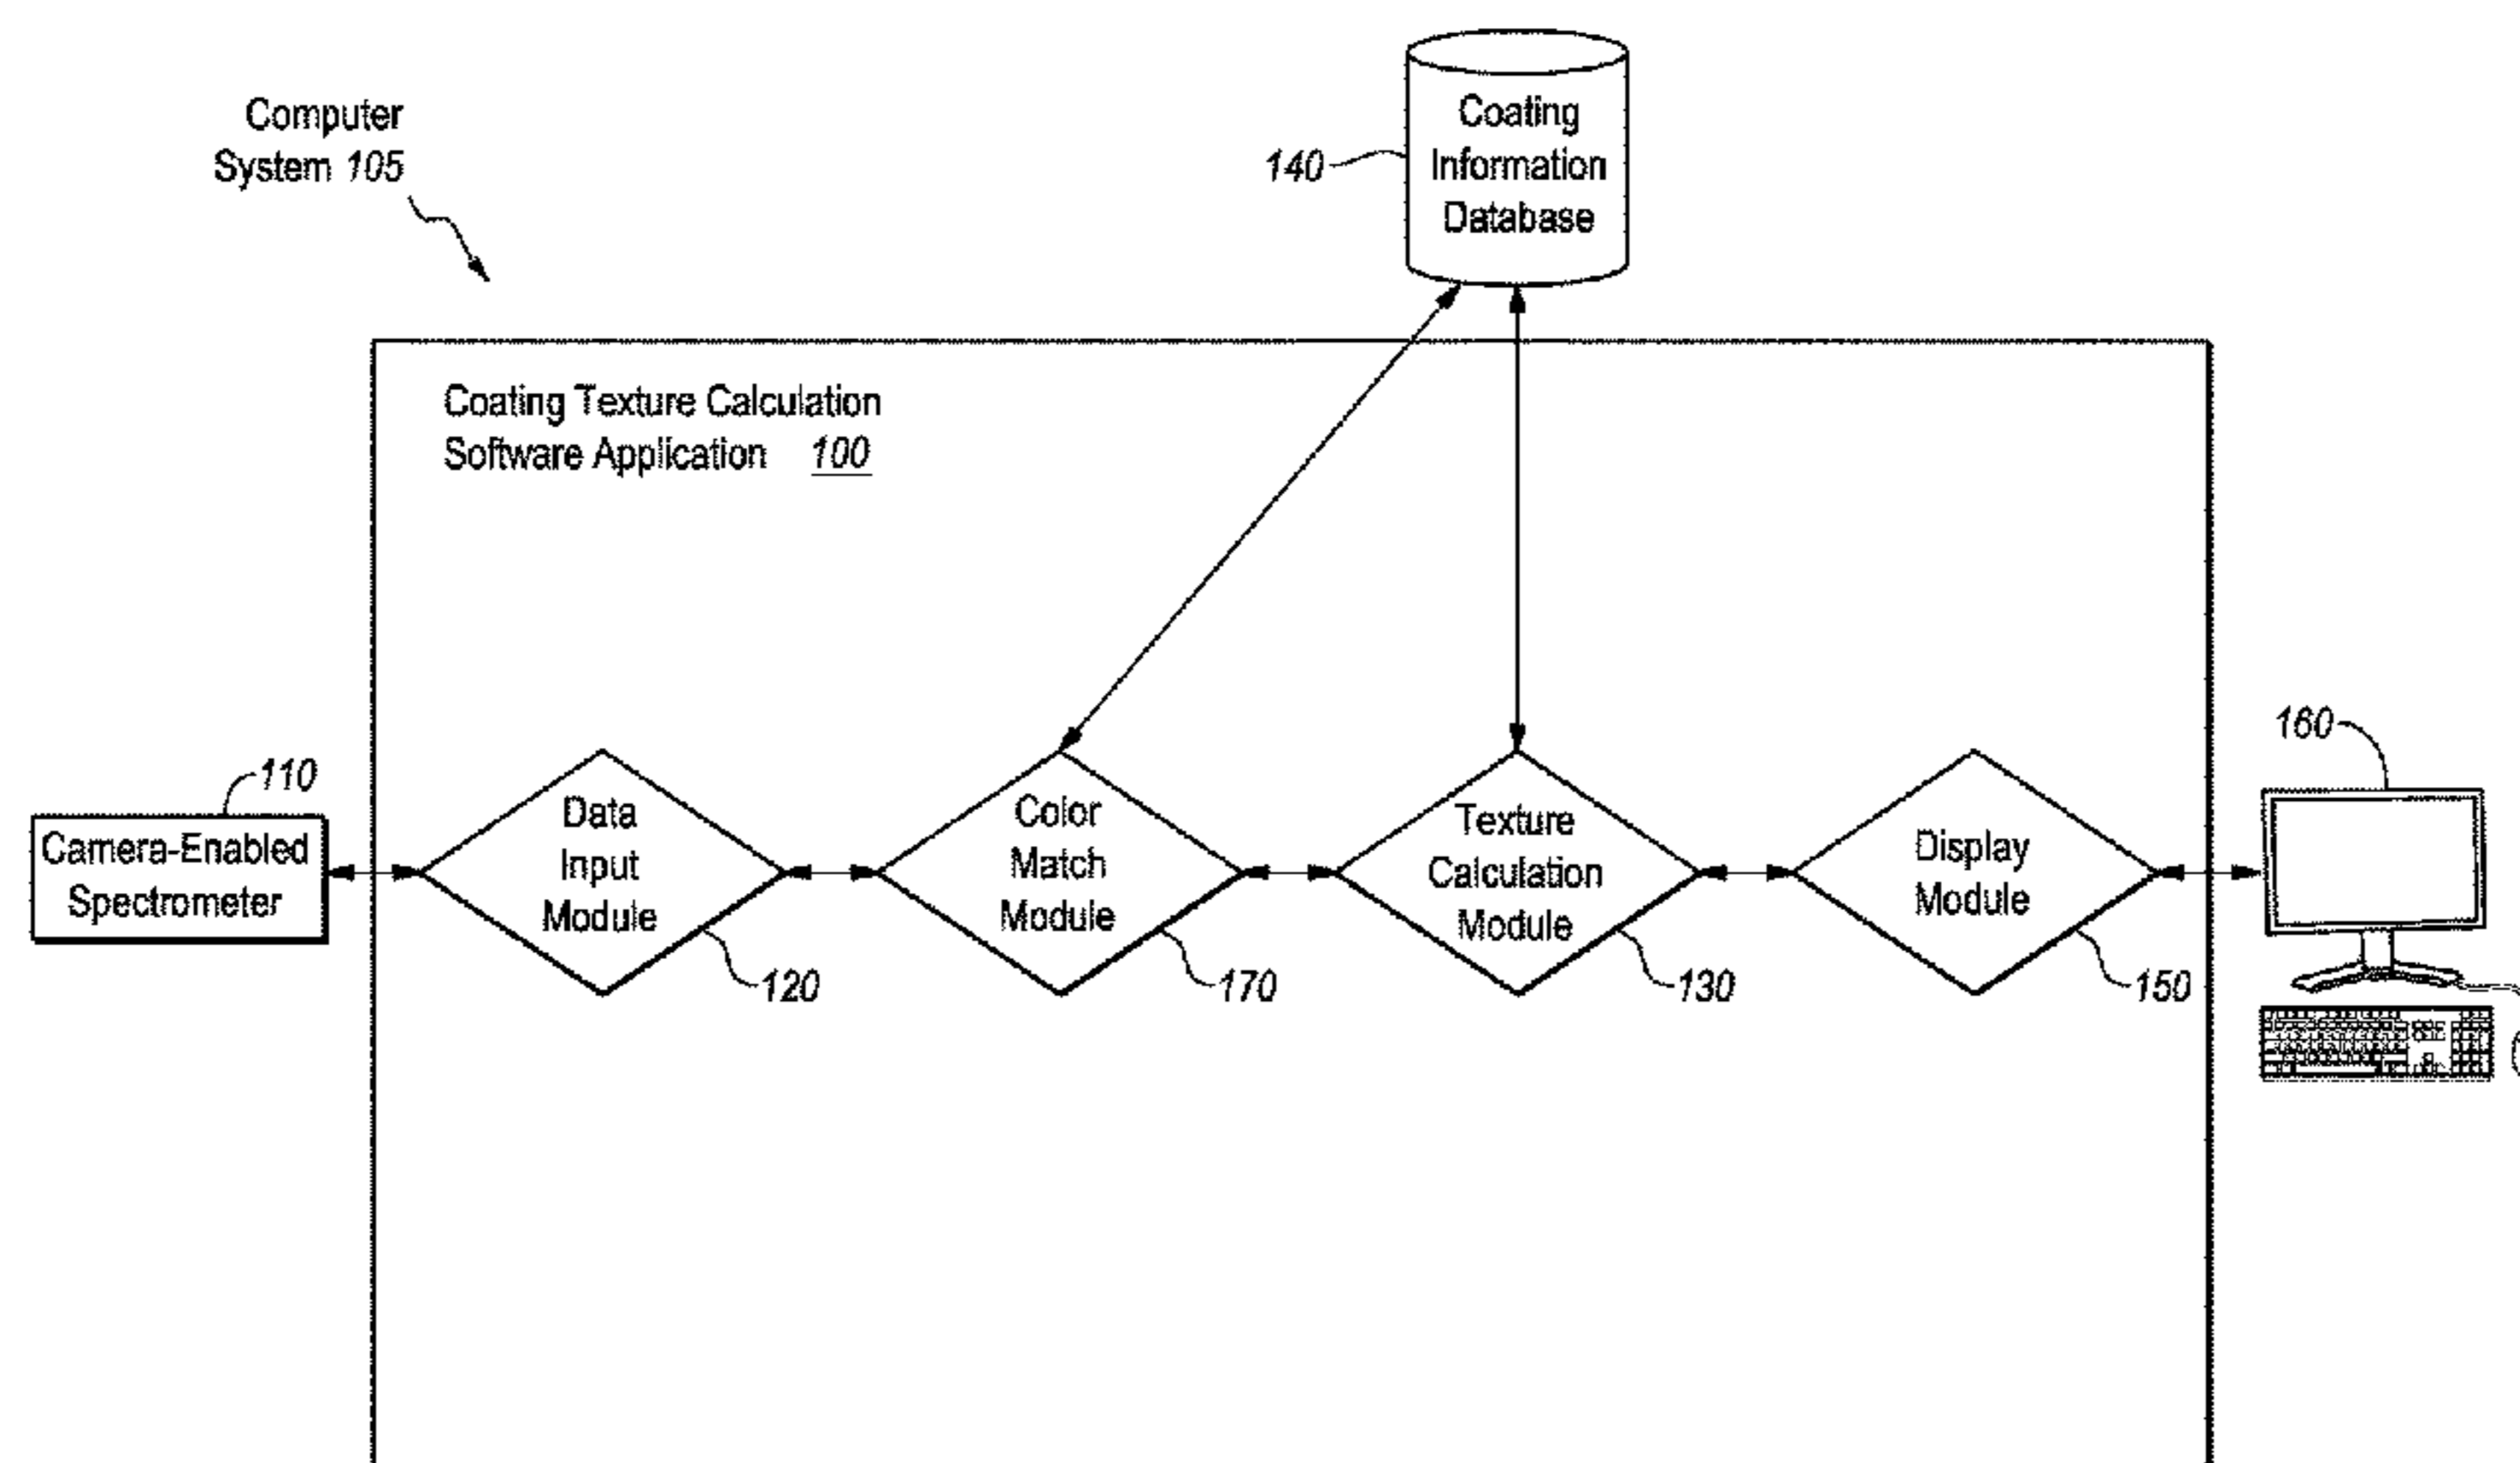 Computer
System 105
140
Coating
Information
Database
Coating Texture Calculation
Software Application 100
110
Camera-Enabled
Spectrometer
Data
Input
Module
120
Color
Match
Module
170
Texture
Calculation
Module
130
Display
Module
150
160